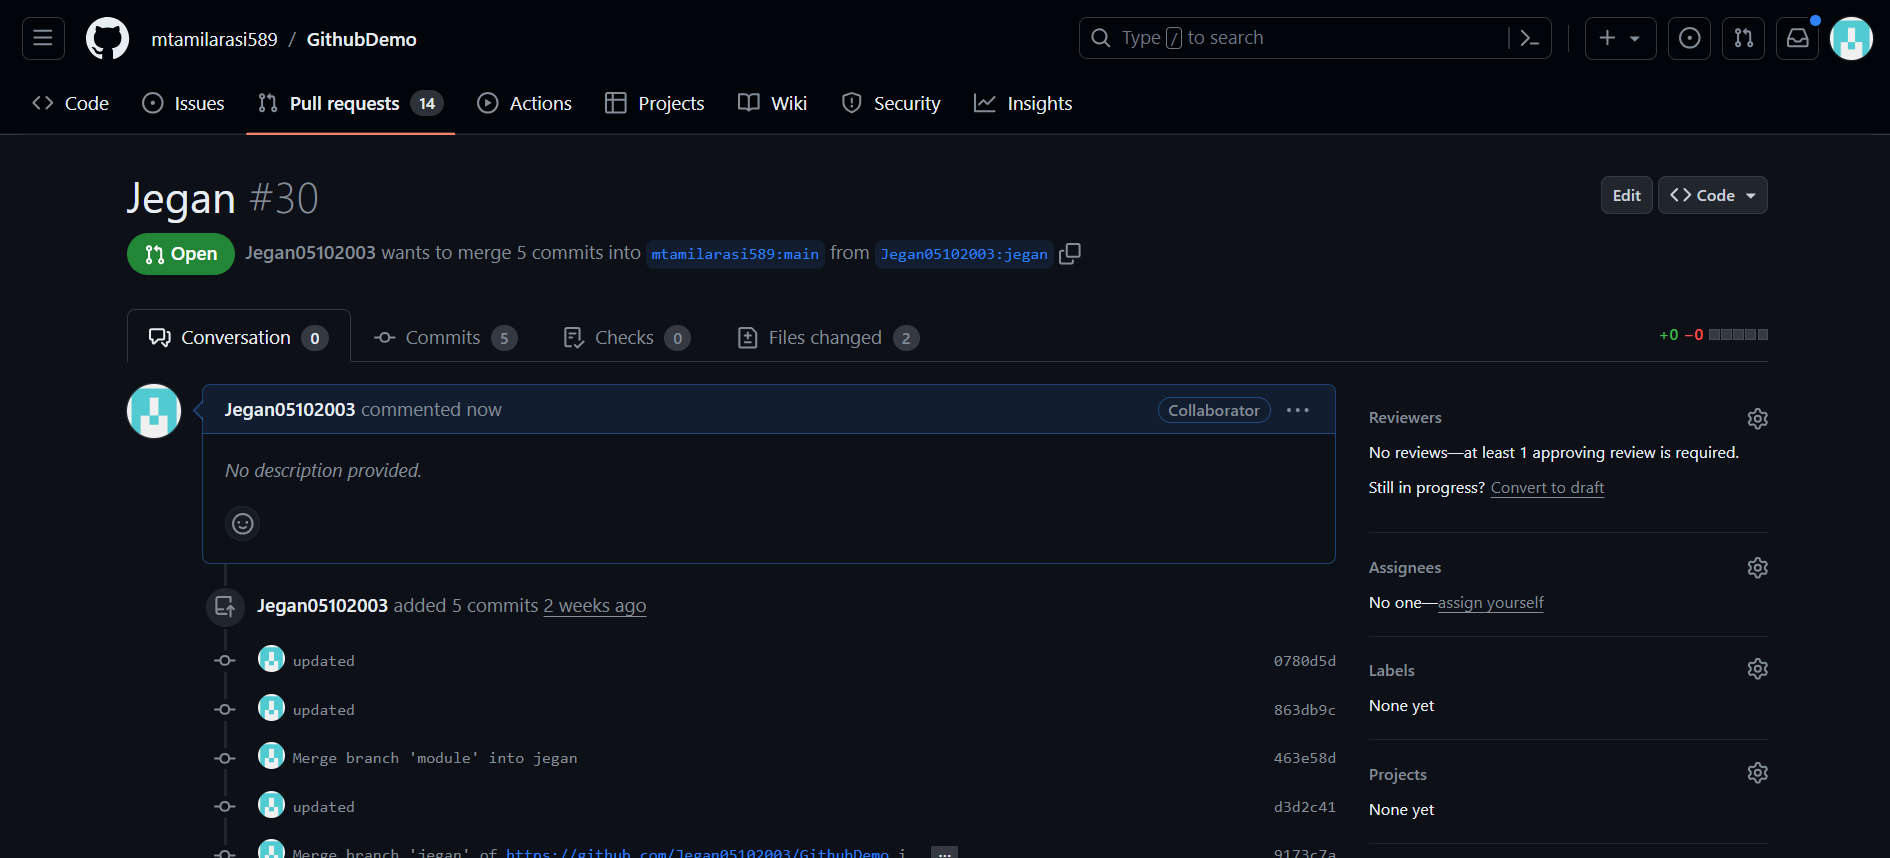 mtamilarasi589 / GithubDemo
Type / to search
Code Issues Pull requests 14 Actions Projects Wiki Security Insights
Jegan #30
Edit <> Code
Open Jegan05102003 wants to merge 5 commits into mtamilarasi589:main from Jegan05102003:jegan
Conversation 0 Commits 5 Checks 0 Files changed 2
+0 −0
Jegan05102003 commented now
Collaborator
No description provided.
Jegan05102003 added 5 commits 2 weeks ago
updated 0780d5d
updated 863db9c
Merge branch 'module' into jegan 463e58d
updated d3d2c41
Merge branch 'jegan' of https://github.com/Jegan05102003/GithubDemo … 9173c7a
Reviewers
No reviews—at least 1 approving review is required.
Still in progress? Convert to draft
Assignees
No one—assign yourself
Labels
None yet
Projects
None yet